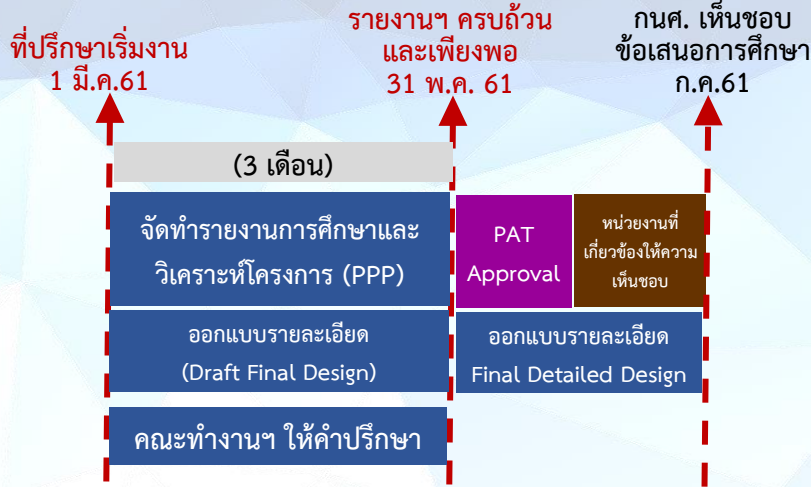 ที่ปรึกษาเริ่มงาน
1 มี.ค.61
รายงานฯ ครบถ้วน
และเพียงพอ
31 พ.ค. 61
กนศ. เห็นชอบ
ข้อเสนอการศึกษา
ก.ค.61
(3 เดือน)
จัดทำรายงานการศึกษาและ
วิเคราะห์โครงการ (PPP)
PAT
Approval
หน่วยงานที่
เกี่ยวข้องให้ความ
เห็นชอบ
ออกแบบรายละเอียด
(Draft Final Design)
ออกแบบรายละเอียด
Final Detailed Design
คณะทำงานฯ ให้คำปรึกษา